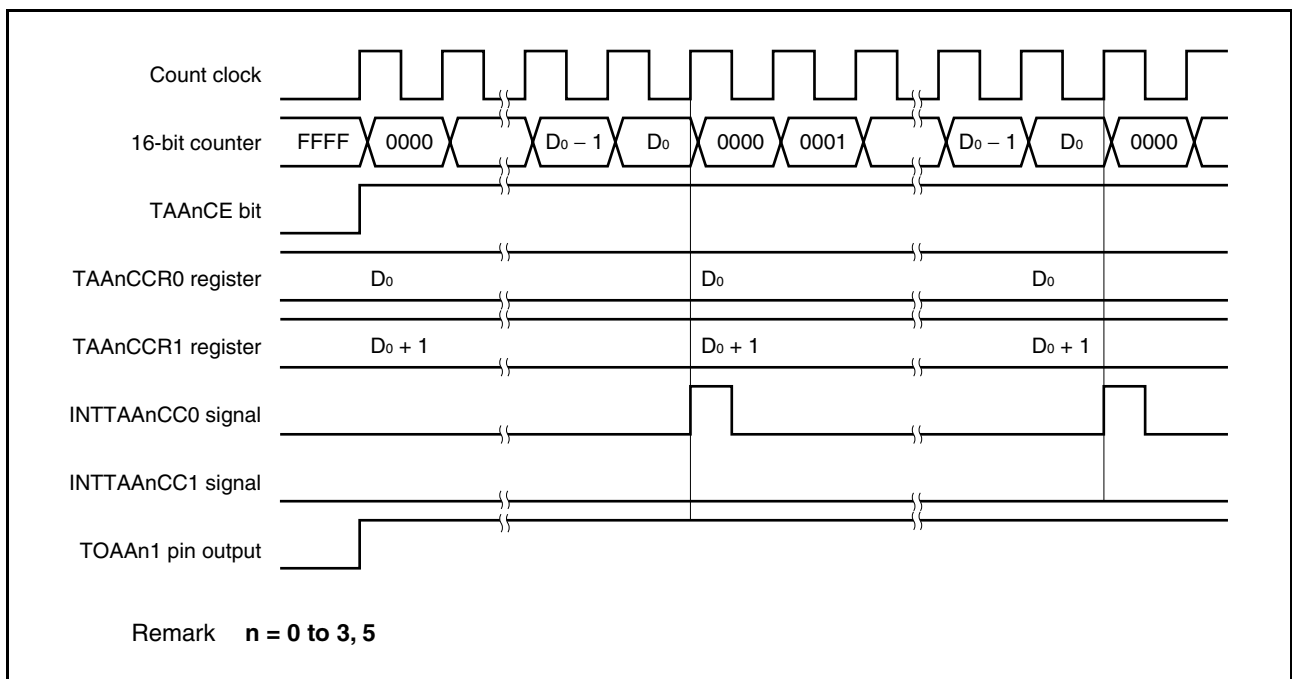 Count clock
16-bit counter FFFF 0000 D₀ − 1 D₀ 0000 0001 D₀ − 1 D₀ 0000
TAAnCE bit
TAAnCCR0 register D₀ D₀ D₀
TAAnCCR1 register D₀ + 1 D₀ + 1 D₀ + 1
INTTAAnCC0 signal
INTTAAnCC1 signal
TOAAn1 pin output
Remark n = 0 to 3, 5